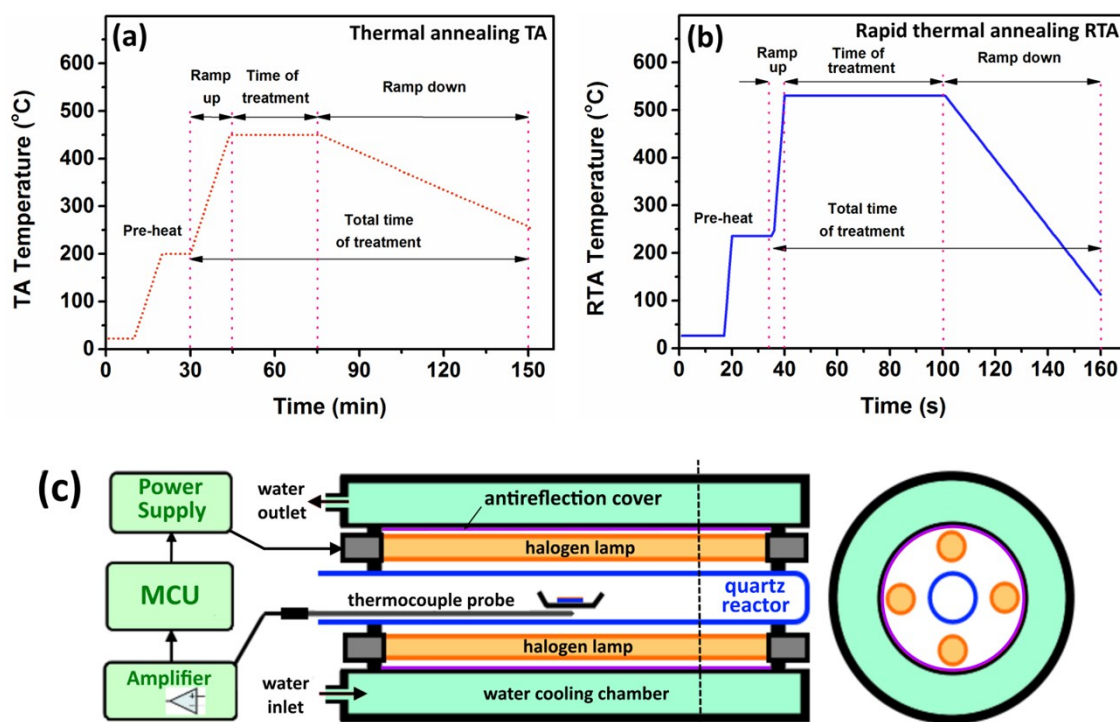 (a)
Thermal annealing TA
Ramp
up
Time of
treatment
Ramp down
Pre-heat
Total time
of treatment
TA Temperature (°C)
600
500
400
300
200
100
0
0 30 60 90 120 150
Time (min)
(b)
Rapid thermal annealing RTA
Ramp
up
Time of
treatment
Ramp down
Pre-heat
Total time
of treatment
RTA Temperature (°C)
600
500
400
300
200
100
0
0 20 40 60 80 100 120 140 160
Time (s)
(c)
Power
Supply
MCU
Amplifier
water
outlet
antireflection cover
halogen lamp
quartz
reactor
thermocouple probe
halogen lamp
water
inlet
water cooling chamber